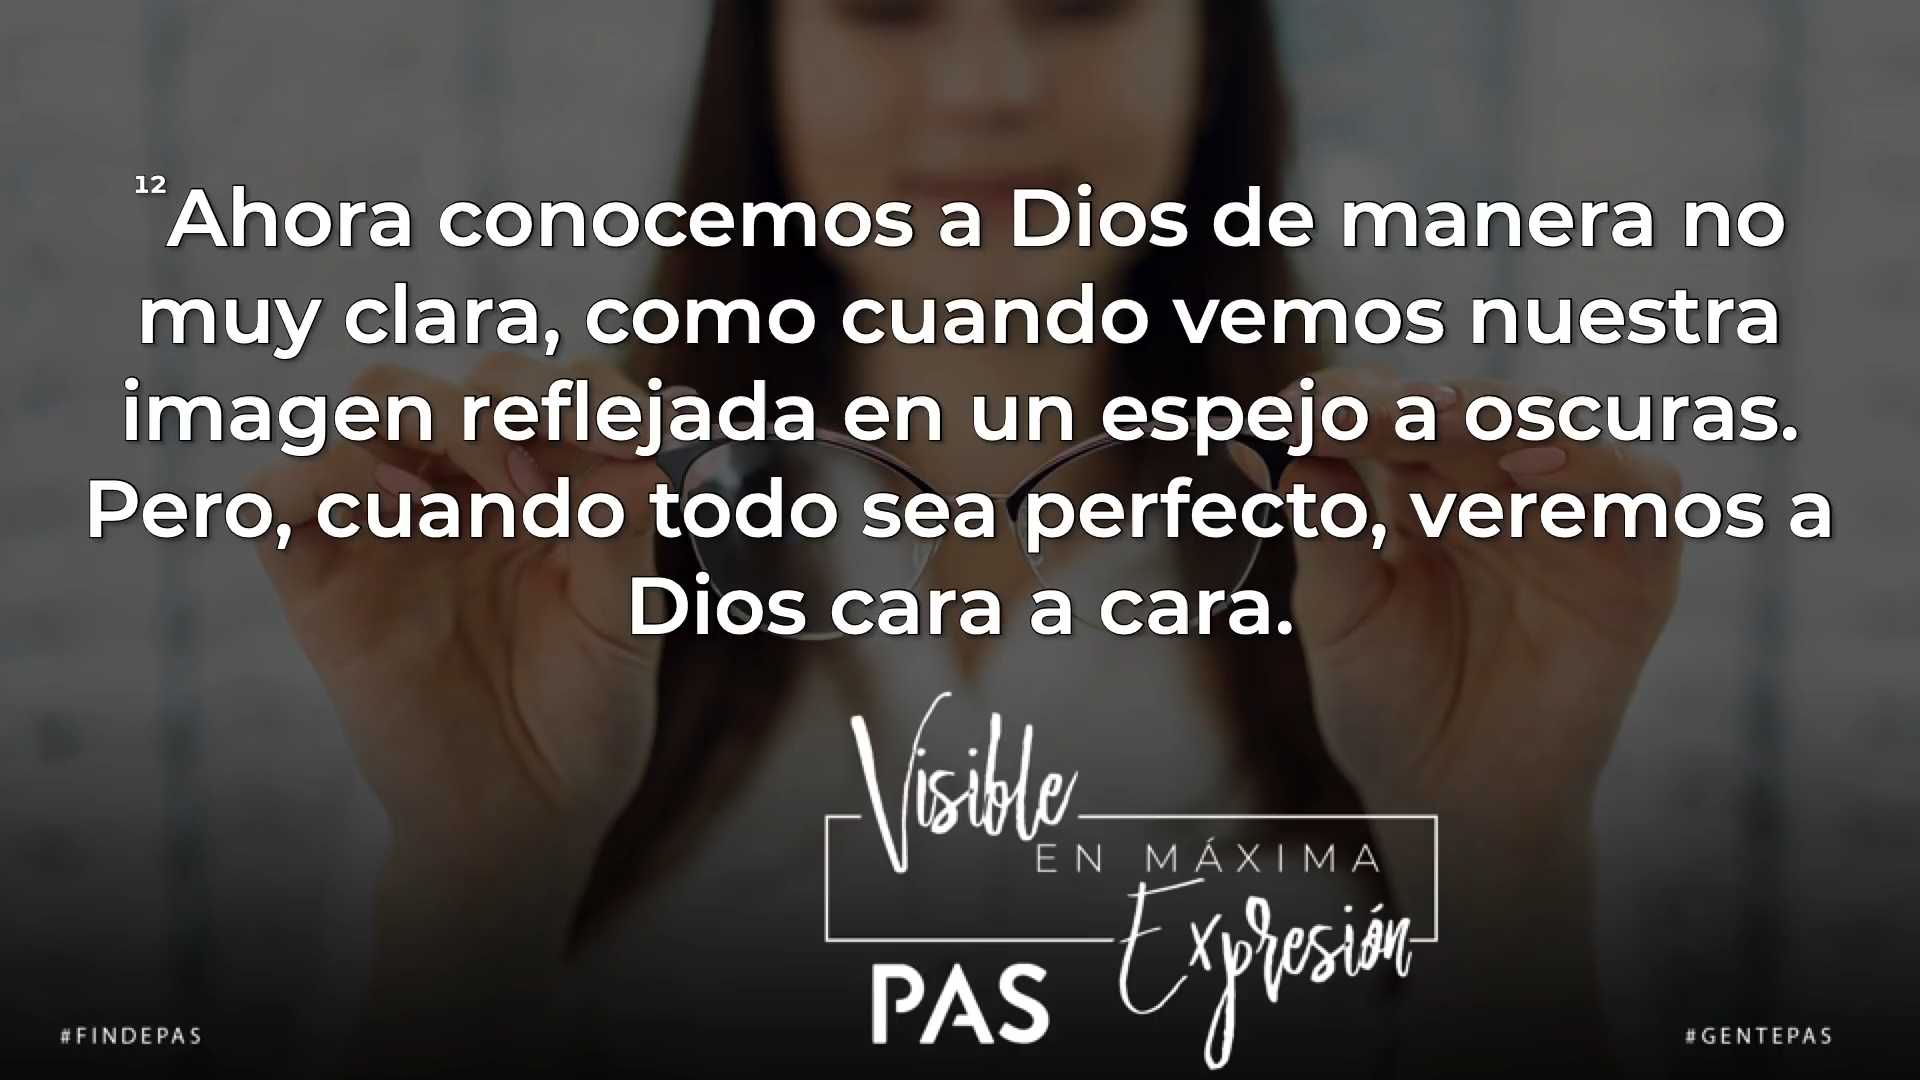 ¹²Ahora conocemos a Dios de manera no
muy clara, como cuando vemos nuestra
imagen reflejada en un espejo a oscuras.
Pero, cuando todo sea perfecto, veremos a
Dios cara a cara.
Visible
EN MÁXIMA
Expresión
PAS
#FINDEPAS
#GENTEPAS